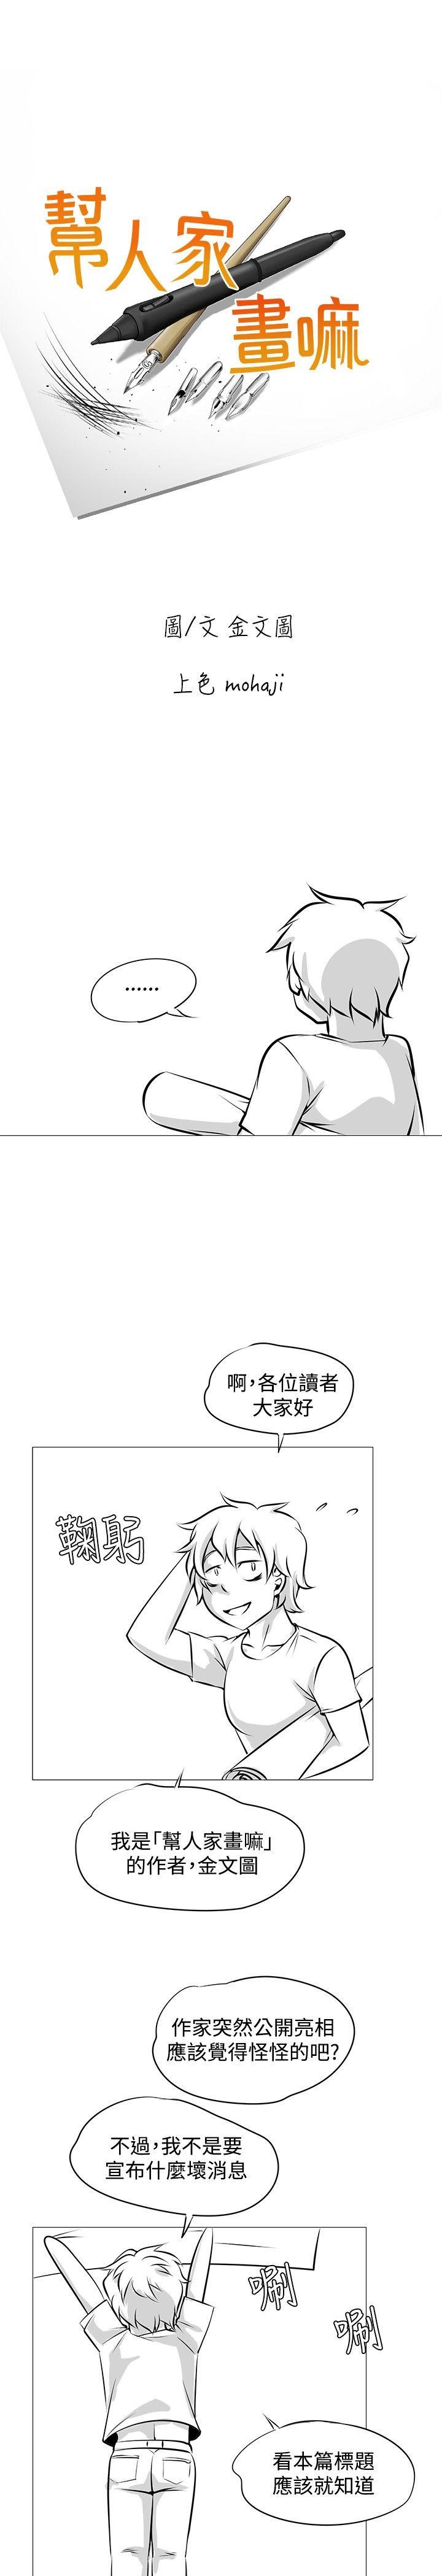 幫人家
畫嘛
圖/文 金文圖
上色 mohaji
......
啊，各位讀者
大家好
鞠躬
我是「幫人家畫嘛」
的作者，金文圖
作家突然公開亮相
應該覺得怪怪的吧?
不過，我不是要
宣布什麼壞消息
唰
唰
看本篇標題
應該就知道